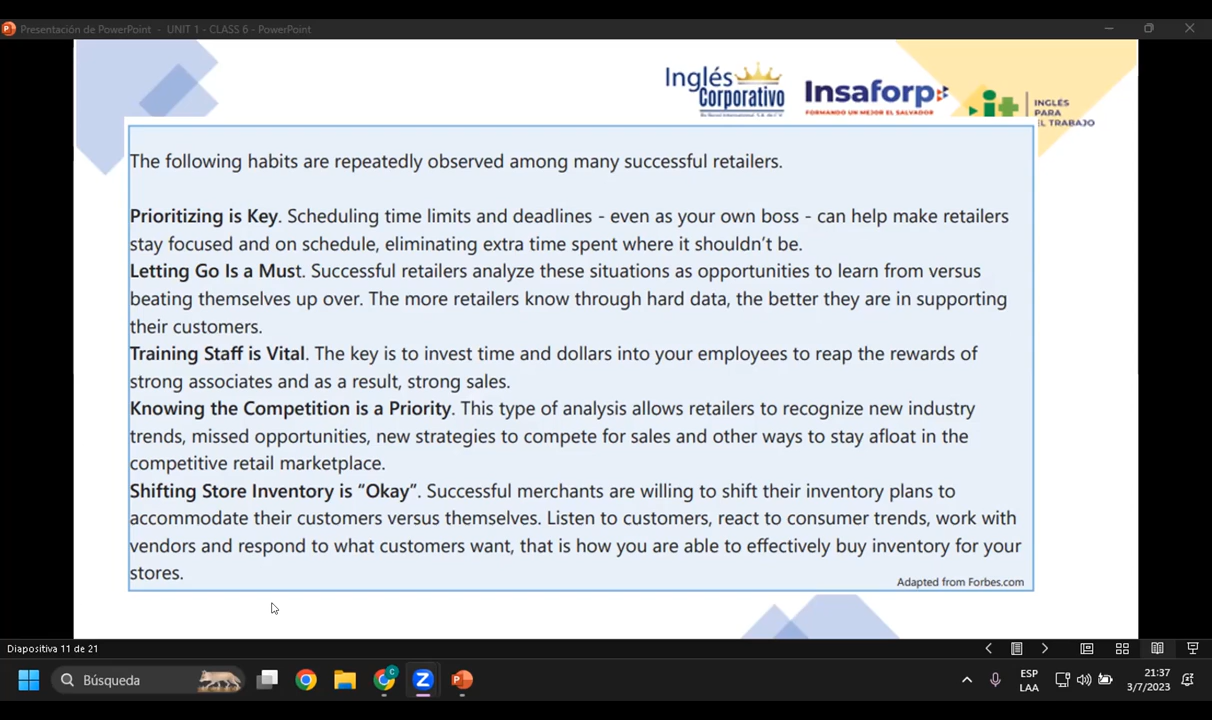 Presentación de PowerPoint - UNIT 1 - CLASS 6 - PowerPoint
Inglés
Corporativo
Insaforp
FORMANDO UN MEJOR EL SALVADOR
it+
INGLÉS
PARA
EL TRABAJO
The following habits are repeatedly observed among many successful retailers.
Prioritizing is Key. Scheduling time limits and deadlines - even as your own boss - can help make retailers
stay focused and on schedule, eliminating extra time spent where it shouldn't be.
Letting Go Is a Must. Successful retailers analyze these situations as opportunities to learn from versus
beating themselves up over. The more retailers know through hard data, the better they are in supporting
their customers.
Training Staff is Vital. The key is to invest time and dollars into your employees to reap the rewards of
strong associates and as a result, strong sales.
Knowing the Competition is a Priority. This type of analysis allows retailers to recognize new industry
trends, missed opportunities, new strategies to compete for sales and other ways to stay afloat in the
competitive retail marketplace.
Shifting Store Inventory is “Okay”. Successful merchants are willing to shift their inventory plans to
accommodate their customers versus themselves. Listen to customers, react to consumer trends, work with
vendors and respond to what customers want, that is how you are able to effectively buy inventory for your
stores.
Adapted from Forbes.com
Diapositiva 11 de 21
Búsqueda
ESP
LAA
21:37
3/7/2023